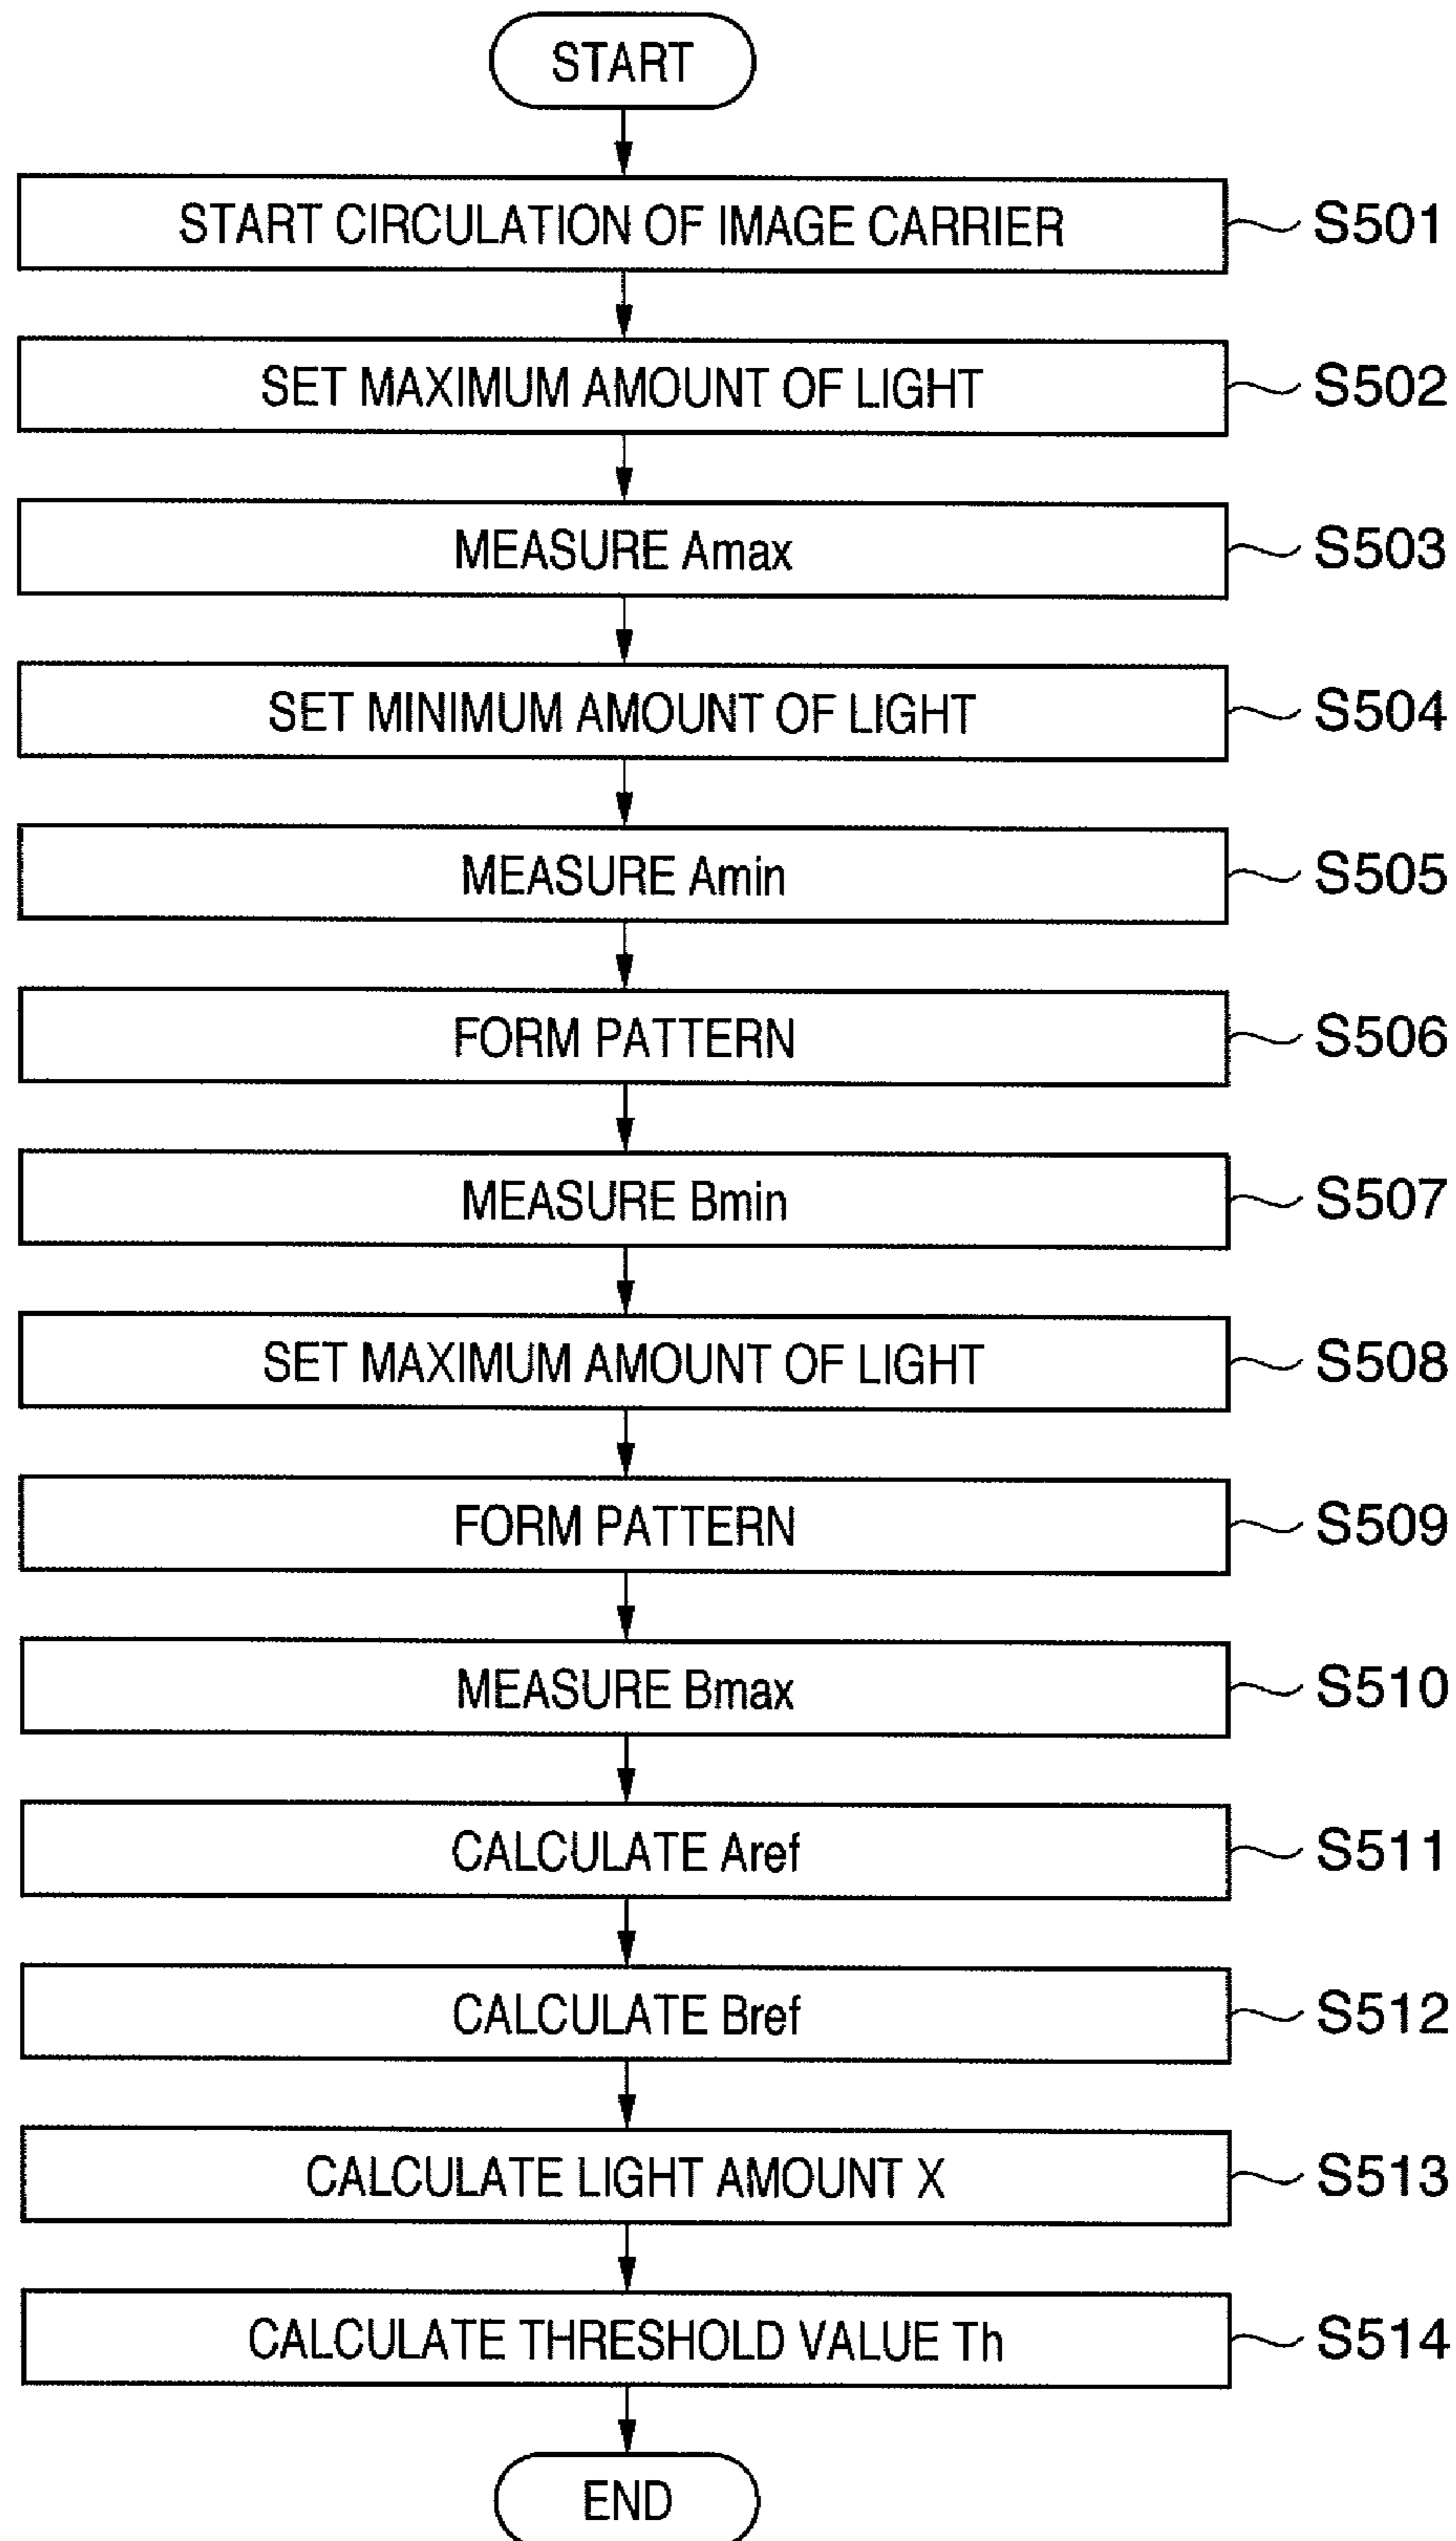 START
START CIRCULATION OF IMAGE CARRIER S501
SET MAXIMUM AMOUNT OF LIGHT S502
MEASURE Amax S503
SET MINIMUM AMOUNT OF LIGHT S504
MEASURE Amin S505
FORM PATTERN S506
MEASURE Bmin S507
SET MAXIMUM AMOUNT OF LIGHT S508
FORM PATTERN S509
MEASURE Bmax S510
CALCULATE Aref S511
CALCULATE Bref S512
CALCULATE LIGHT AMOUNT X S513
CALCULATE THRESHOLD VALUE Th S514
END